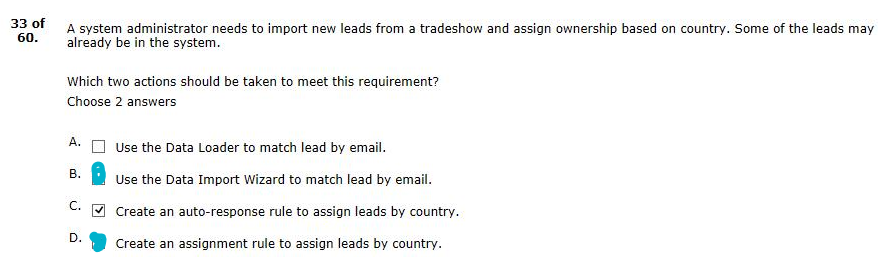 33 of
60.
A system administrator needs to import new leads from a tradeshow and assign ownership based on country. Some of the leads may
already be in the system.
Which two actions should be taken to meet this requirement?
Choose 2 answers
A. Use the Data Loader to match lead by email.
B. Use the Data Import Wizard to match lead by email.
C. Create an auto-response rule to assign leads by country.
D. Create an assignment rule to assign leads by country.